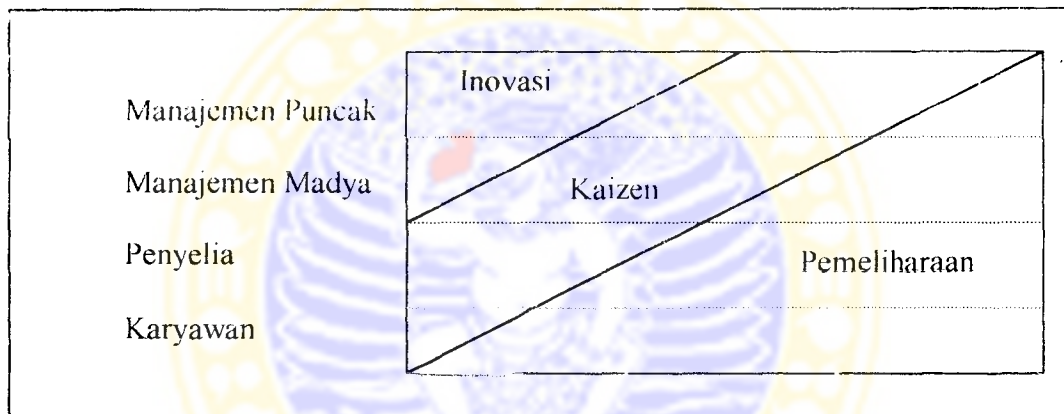 Inovasi
Manajemen Puncak
Manajemen Madya
Kaizen
Penyelia
Pemeliharaan
Karyawan